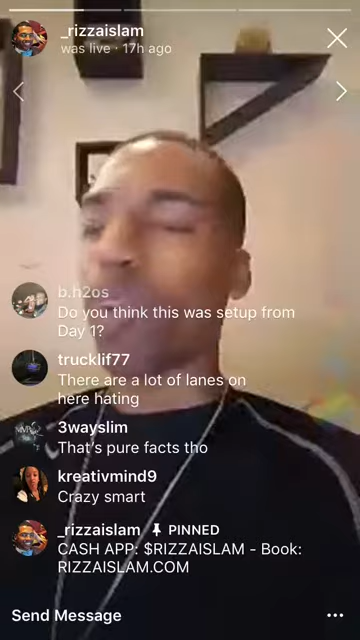 _rizzaislam
was live · 17h ago
b.h2os
Do you think this was setup from
Day 1?
trucklif77
There are a lot of lanes on
here hating
3wayslim
That's pure facts tho
kreativmind9
Crazy smart
_rizzaislam PINNED
CASH APP: $RIZZAISLAM - Book:
RIZZAISLAM.COM
Send Message